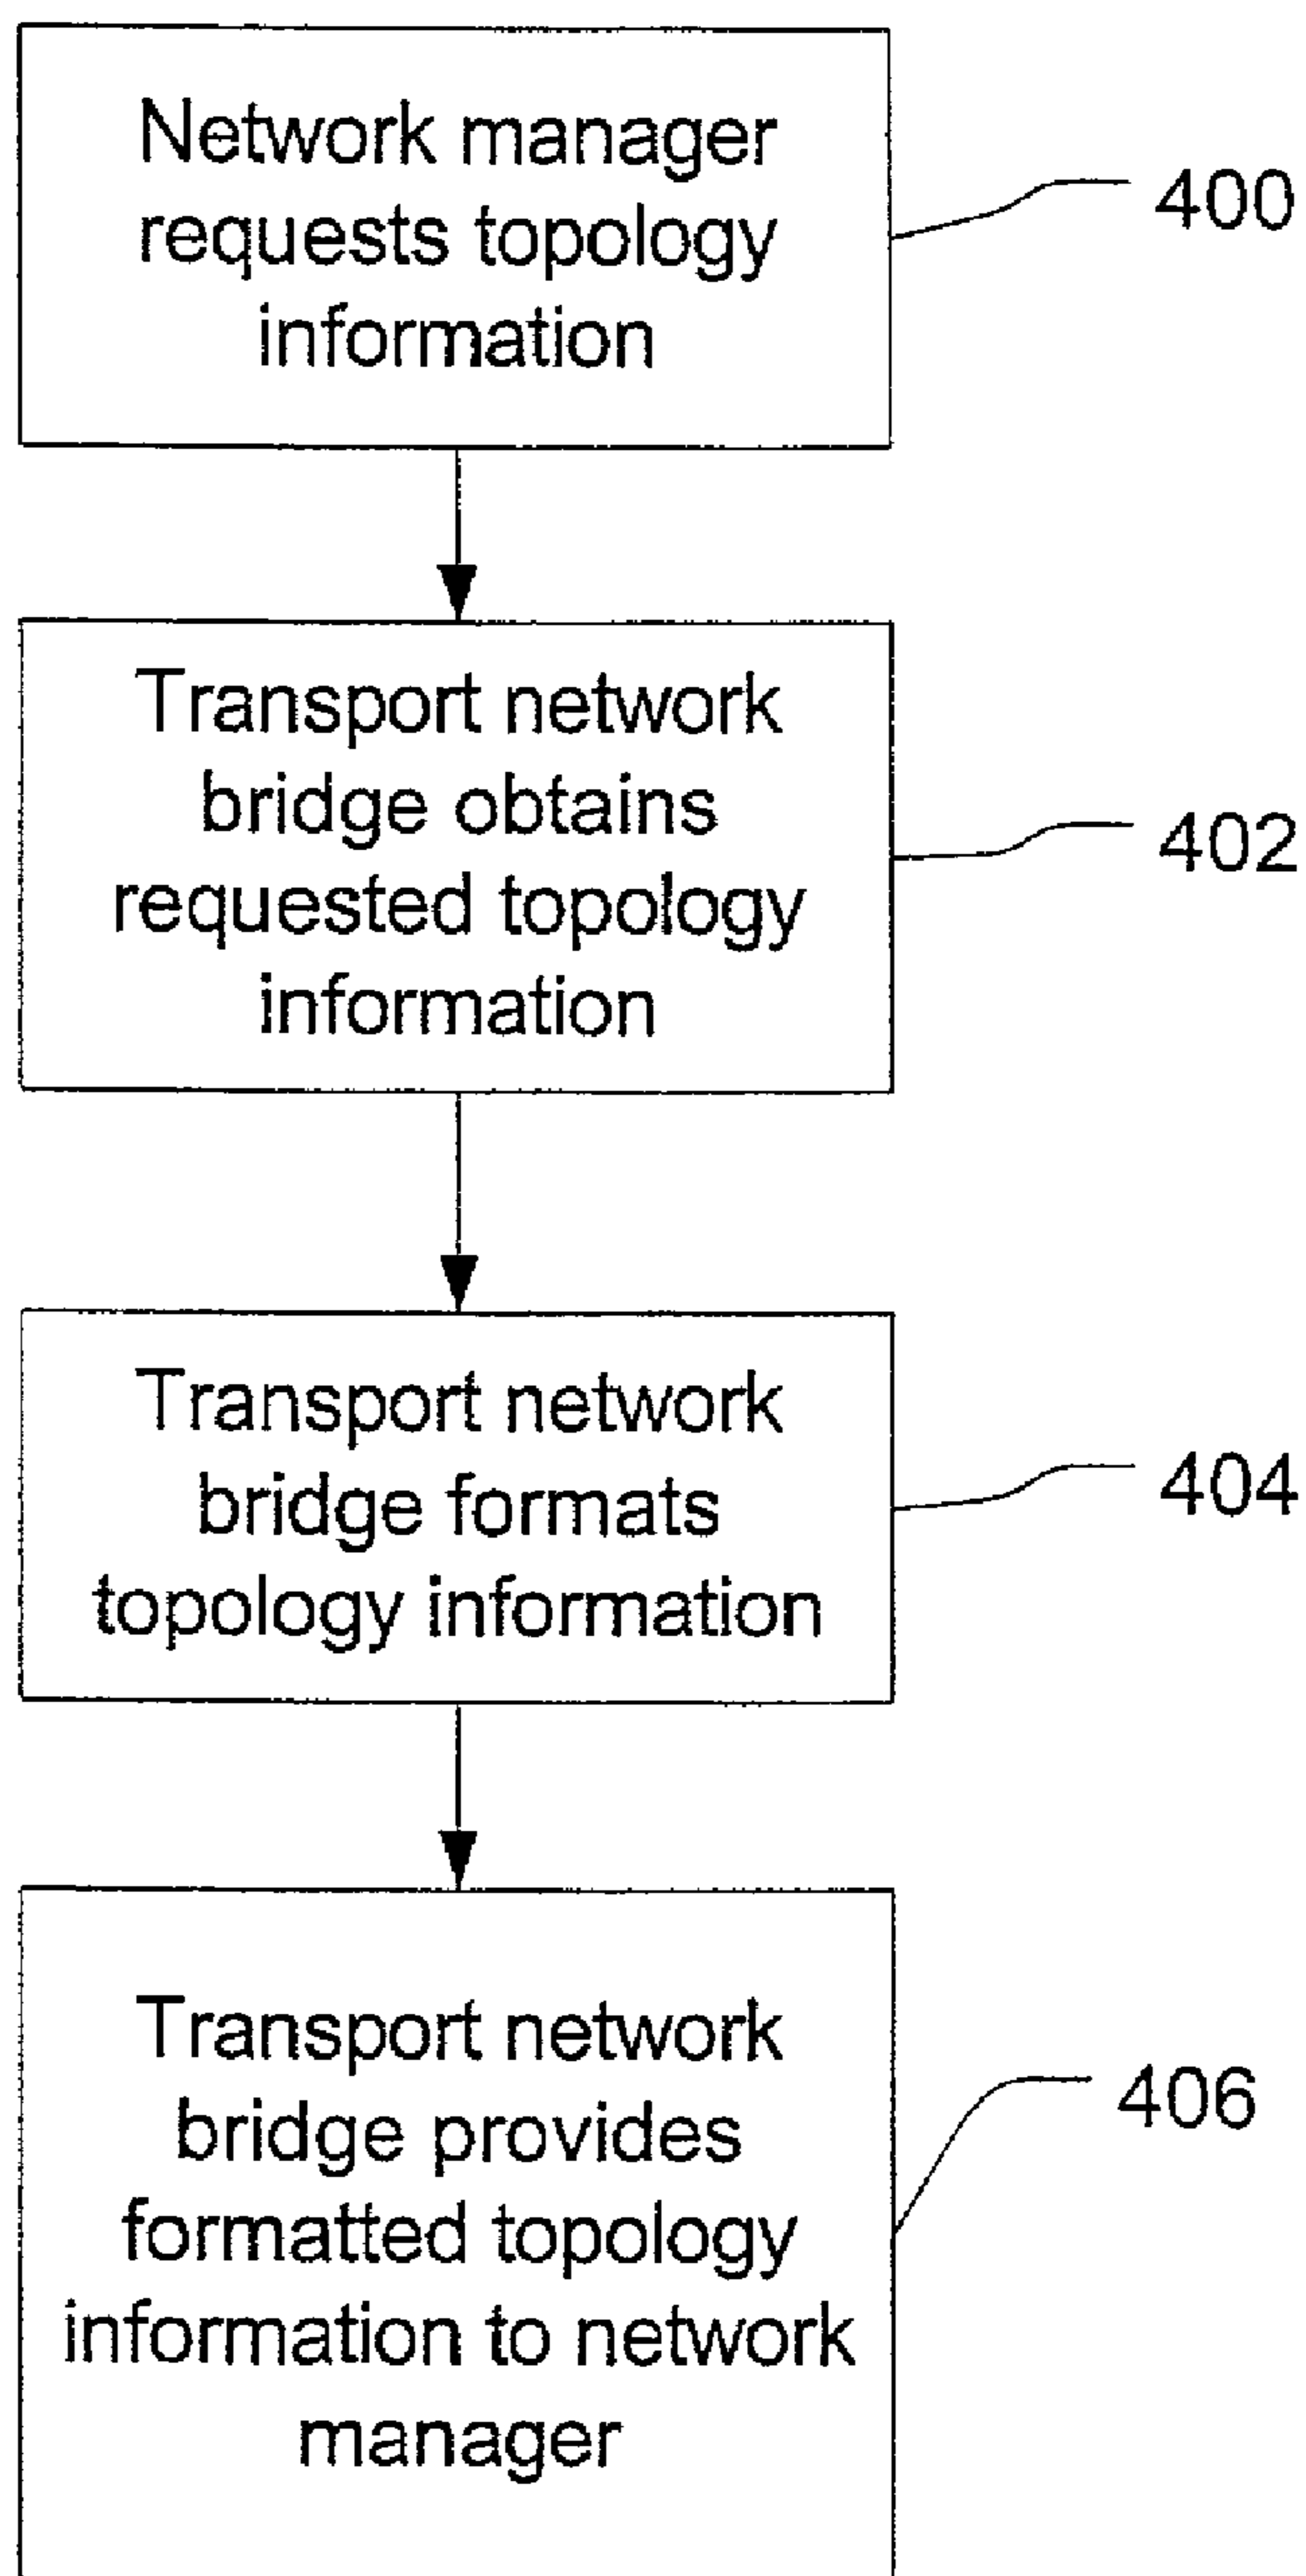 Network manager
requests topology
information
400
Transport network
bridge obtains
requested topology
information
402
Transport network
bridge formats
topology information
404
Transport network
bridge provides
formatted topology
information to network
manager
406